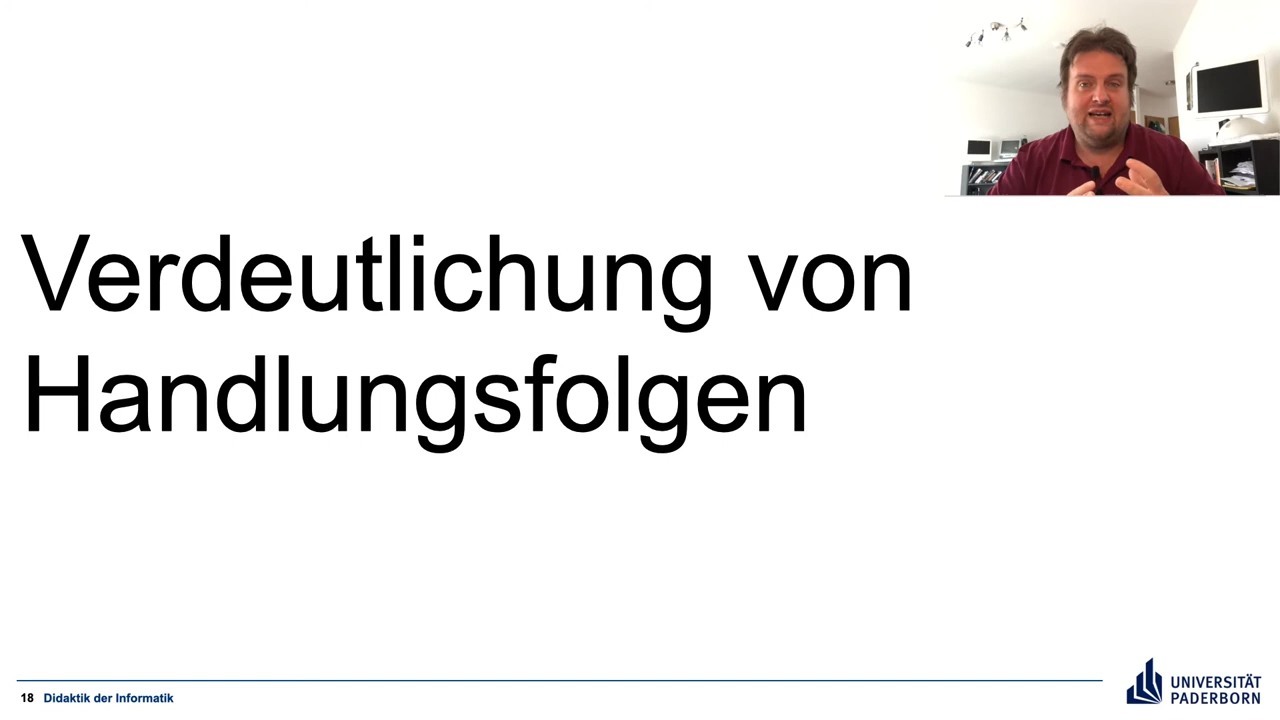 Verdeutlichung von
Handlungsfolgen
18 Didaktik der Informatik
UNIVERSITÄT
PADERBORN